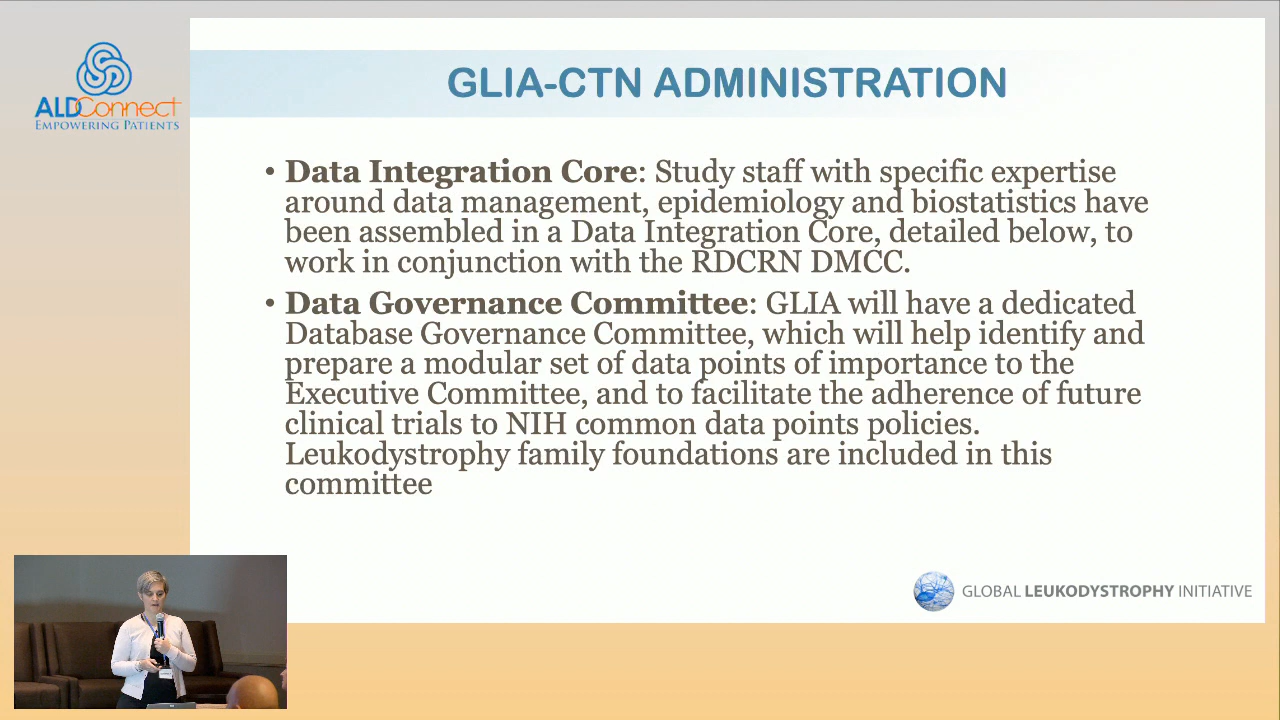 GLIA-CTN ADMINISTRATION
ALDConnect
EMPOWERING PATIENTS
• Data Integration Core: Study staff with specific expertise
around data management, epidemiology and biostatistics have
been assembled in a Data Integration Core, detailed below, to
work in conjunction with the RDCRN DMCC.
• Data Governance Committee: GLIA will have a dedicated
Database Governance Committee, which will help identify and
prepare a modular set of data points of importance to the
Executive Committee, and to facilitate the adherence of future
clinical trials to NIH common data points policies.
Leukodystrophy family foundations are included in this
committee
GLOBAL LEUKODYSTROPHY INITIATIVE